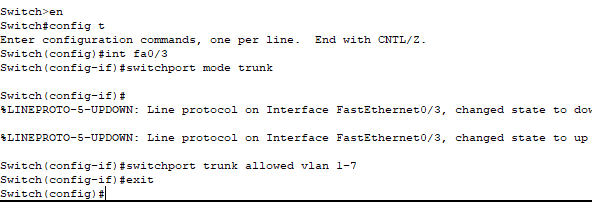 Switch>en
Switch#config t
Enter configuration commands, one per line.  End with CNTL/Z.
Switch(config)#int fa0/3
Switch(config-if)#switchport mode trunk
Switch(config-if)#
%LINEPROTO-5-UPDOWN: Line protocol on Interface FastEthernet0/3, changed state to
%LINEPROTO-5-UPDOWN: Line protocol on Interface FastEthernet0/3, changed state to up
Switch(config-if)#switchport trunk allowed vlan 1-7
Switch(config-if)#exit
Switch(config)#